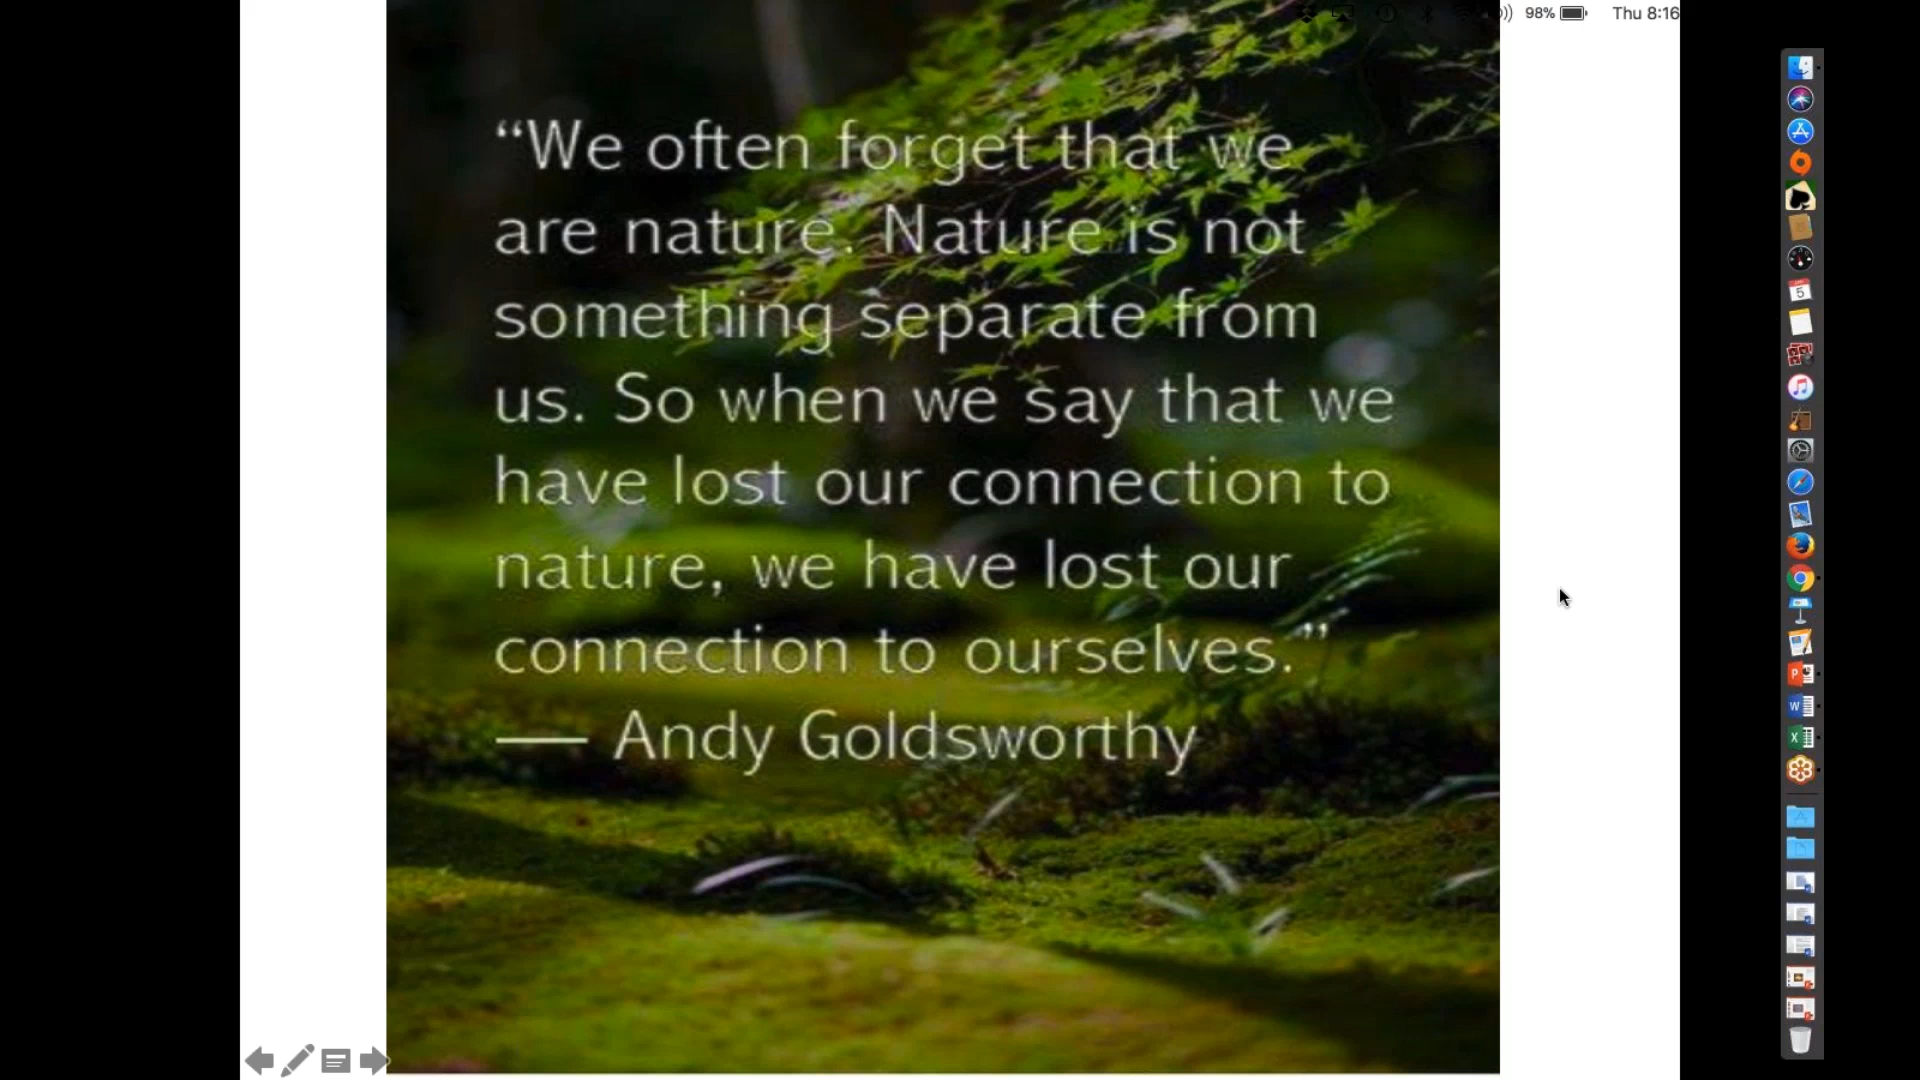 98% Thu 8:16
“We often forget that we
are nature. Nature is not
something separate from
us. So when we say that we
have lost our connection to
nature, we have lost our
connection to ourselves.”
— Andy Goldsworthy
5
P
W
X